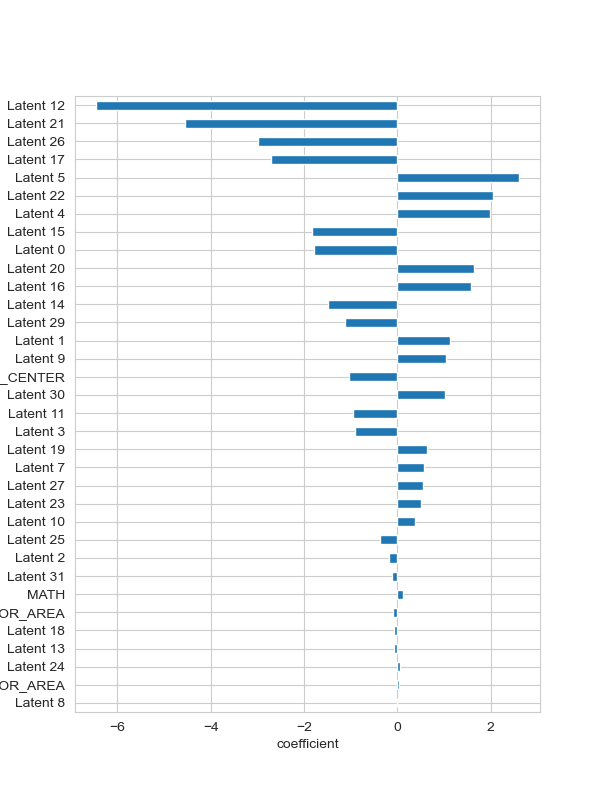 Latent 12
Latent 21
Latent 26
Latent 17
Latent 5
Latent 22
Latent 4
Latent 15
Latent 0
Latent 20
Latent 16
Latent 14
Latent 29
Latent 1
Latent 9
_CENTER
Latent 30
Latent 11
Latent 3
Latent 19
Latent 7
Latent 27
Latent 23
Latent 10
Latent 25
Latent 2
Latent 31
MATH
OR_AREA
Latent 18
Latent 13
Latent 24
OR_AREA
Latent 8
−6 −4 −2 0 2
coefficient